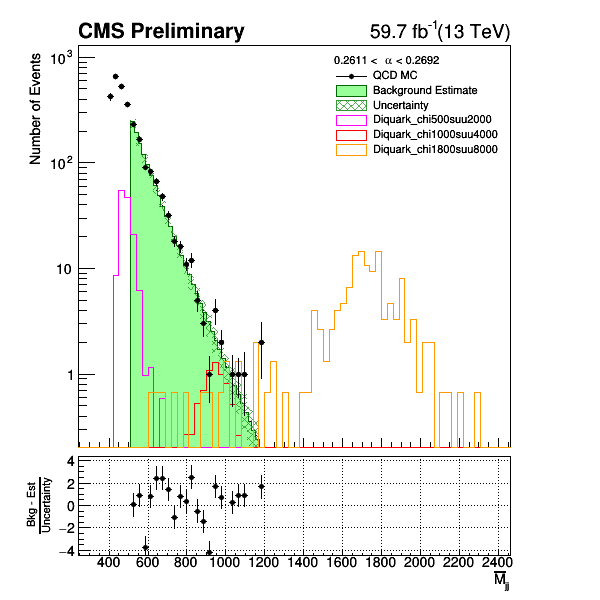 CMS Preliminary
59.7 fb⁻¹(13 TeV)
0.2611 < α < 0.2692
QCD MC
Background Estimate
Uncertainty
Diquark_chi500suu2000
Diquark_chi1000suu4000
Diquark_chi1800suu8000
Number of Events
10³
10²
10
1
Bkg - Est
Uncertainty
4
2
0
−2
−4
400 600 800 1000 1200 1400 1600 1800 2000 2200 2400
M̅jj